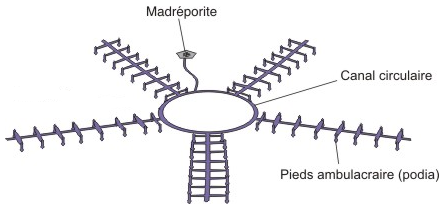 Madréporite
Canal circulaire
Pieds ambulacraire (podia)